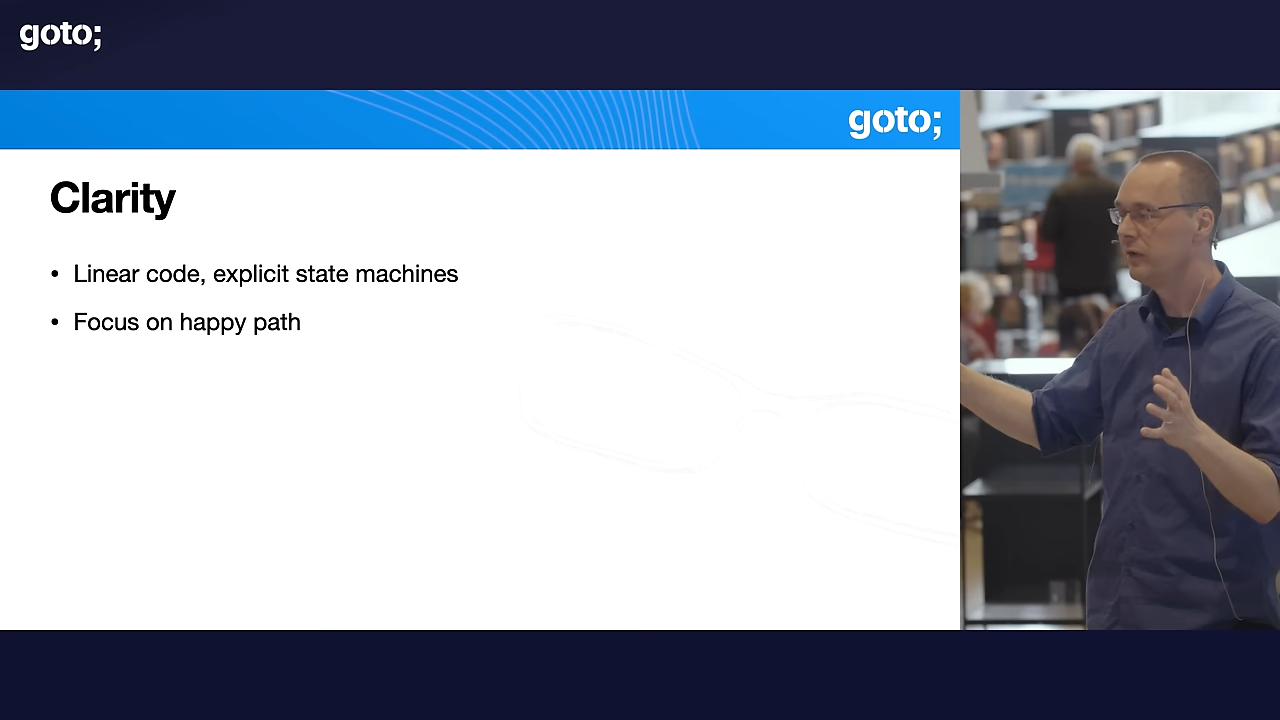 goto;
goto;
Clarity
• Linear code, explicit state machines
• Focus on happy path